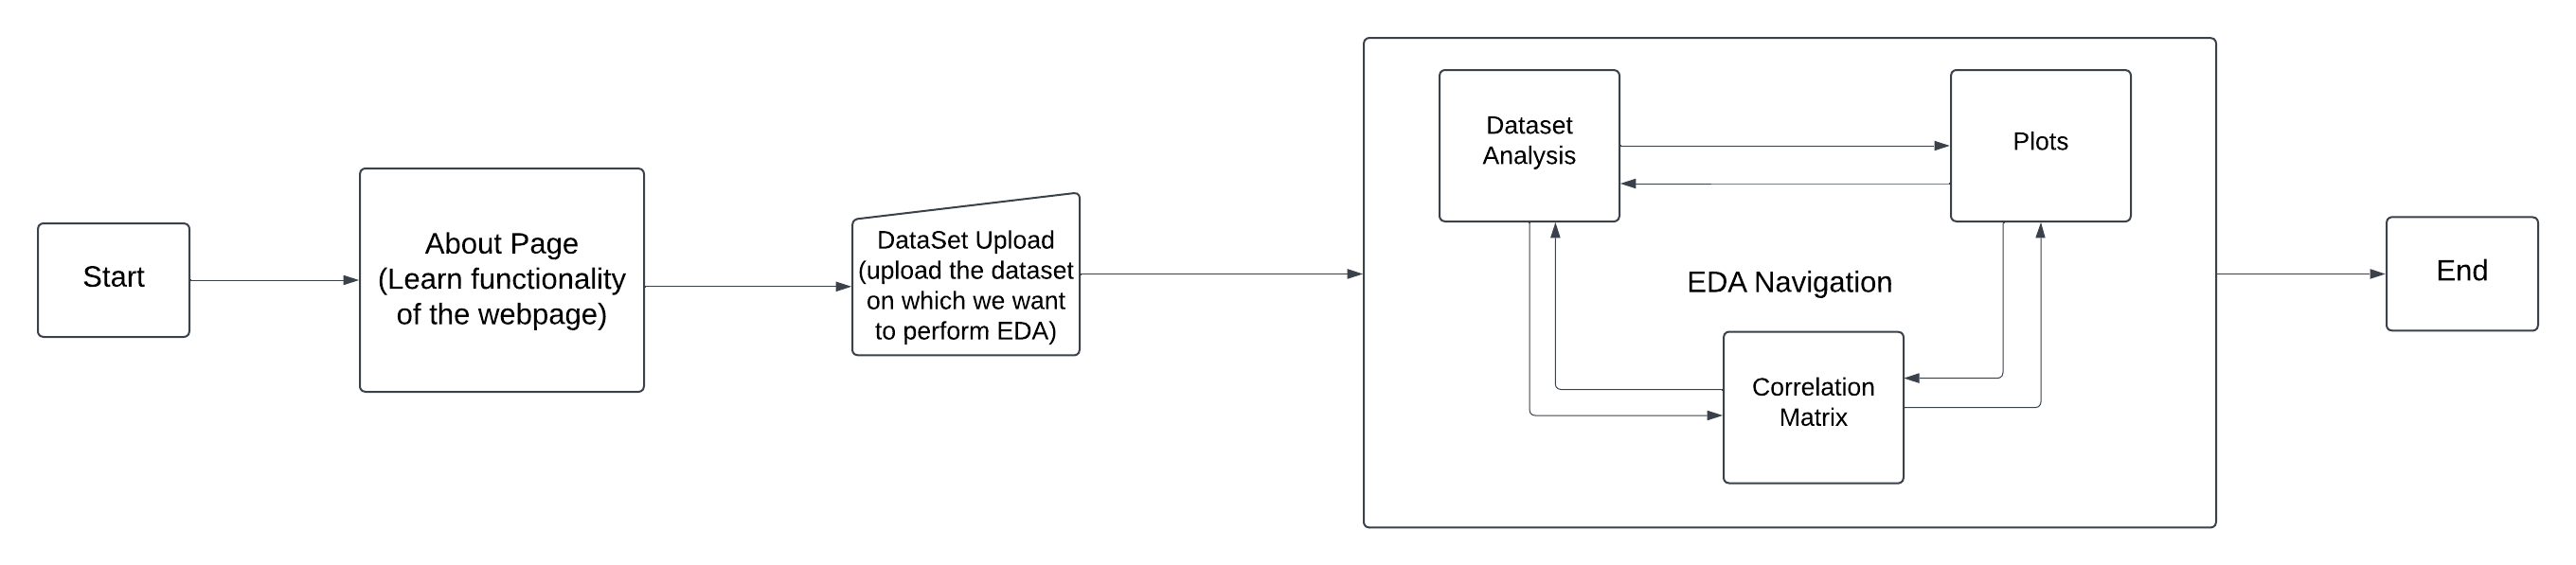 Start
About Page
(Learn functionality
of the webpage)
DataSet Upload
(upload the dataset
on which we want
to perform EDA)
Dataset
Analysis
Plots
EDA Navigation
Correlation
Matrix
End